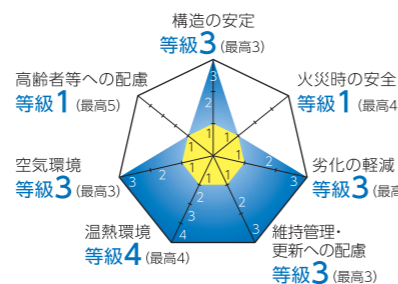 構造の安定
等級3(最高3)
高齢者等への配慮
等級1(最高5)
火災時の安全
等級1(最高4
空気環境
等級3(最高3)
劣化の軽減
等級3(最高
温熱環境
等級4(最高4)
維持管理・
更新への配慮
等級3(最高3)
3
2
1
1
1
1
1
1
1
3
2
2
3
2
3
4
2
3